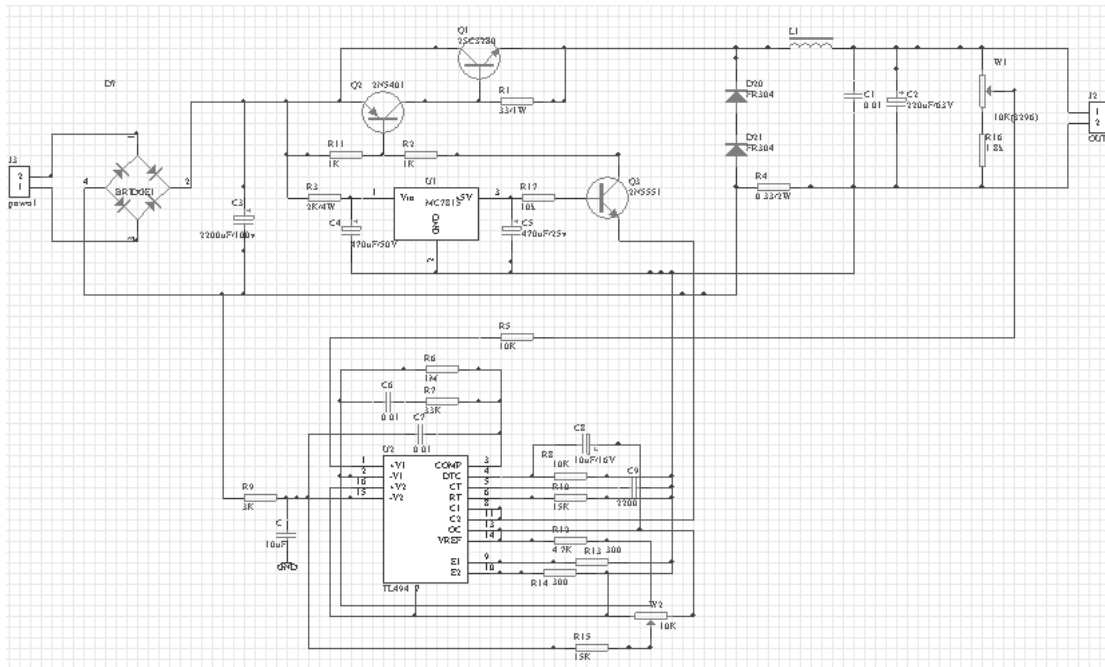 Q1
2SC5280
L1
D?
Q2
2N5401
R1
33/1W
D20
FR304
C1
0.01
C2
220uF/63V
W1
10K(3296)
J2
1
2
OUT
R11
1K
R2
1K
D21
FR304
R16
1.8k
J3
2
1
power
1
4
BRIDGE1
2
3
R3
2K/4W
U1
1
Vin
MC7815
+5V
3
GND
2
R17
10k
Q3
2N5551
R4
0.33/2W
C3
2200uF/100v
C4
470uF/50V
C5
470uF/25v
R5
10K
R6
1M
C6
0.01
R7
33K
C7
0.01
U2
C8
10uF/16V
R8
10K
C9
2200
1
+V1
COMP
3
2
-V1
DTC
4
16
+V2
CT
5
15
-V2
RT
6
C1
8
C2
11
OC
13
VREF
14
E1
9
E2
10
TL494
7
R9
3K
C
10uF
GND
R10
15K
R12
4.7K
R13
300
R14
300
W2
10K
R15
15K